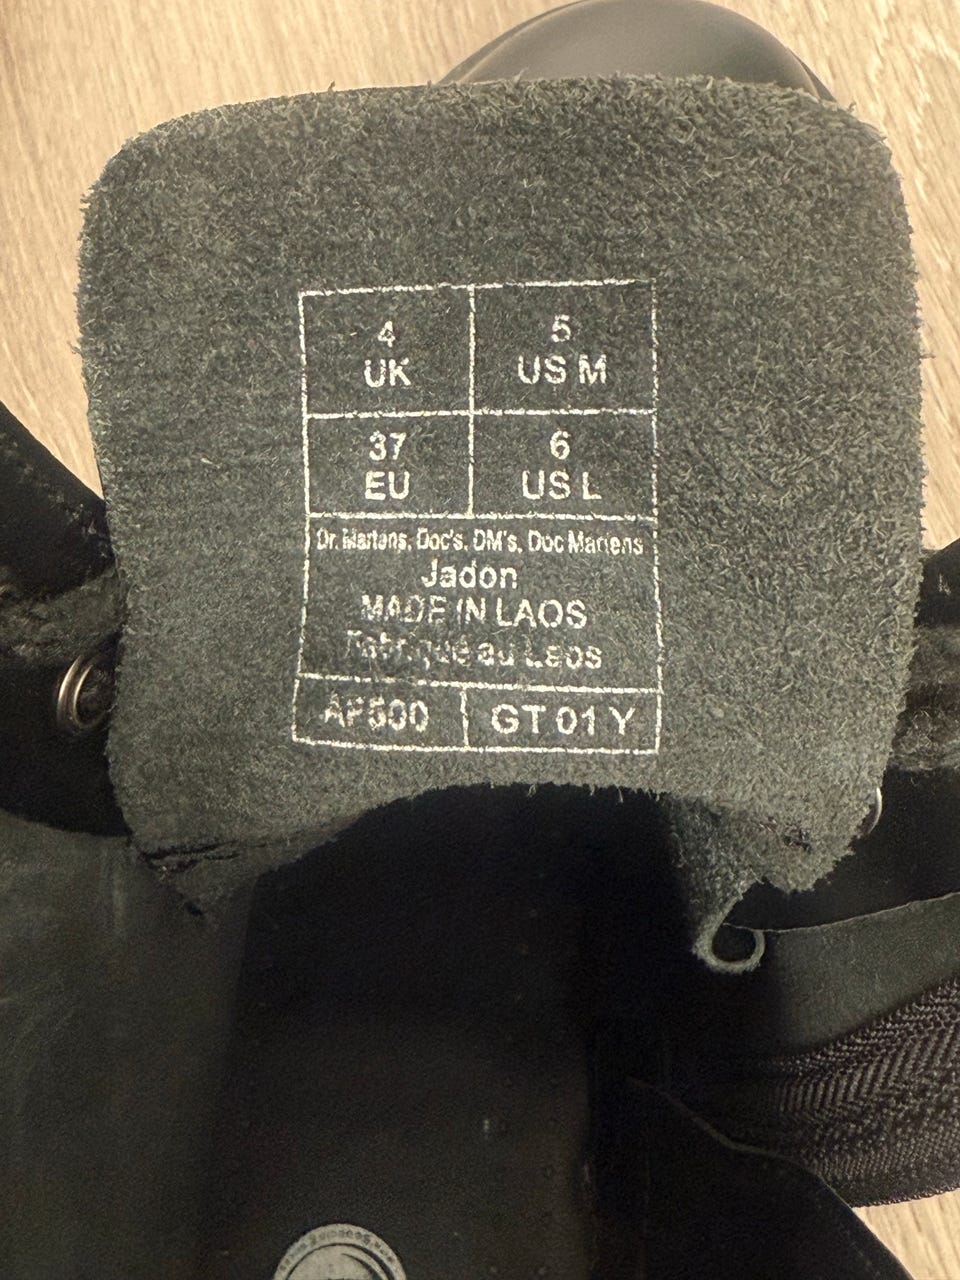 4
UK
5
US M
37
EU
6
US L
Dr. Martens, Doc's, DM's, Doc Martens
Jadon
MADE IN LAOS
Fabriqué au Laos
AF500
GT 01 Y